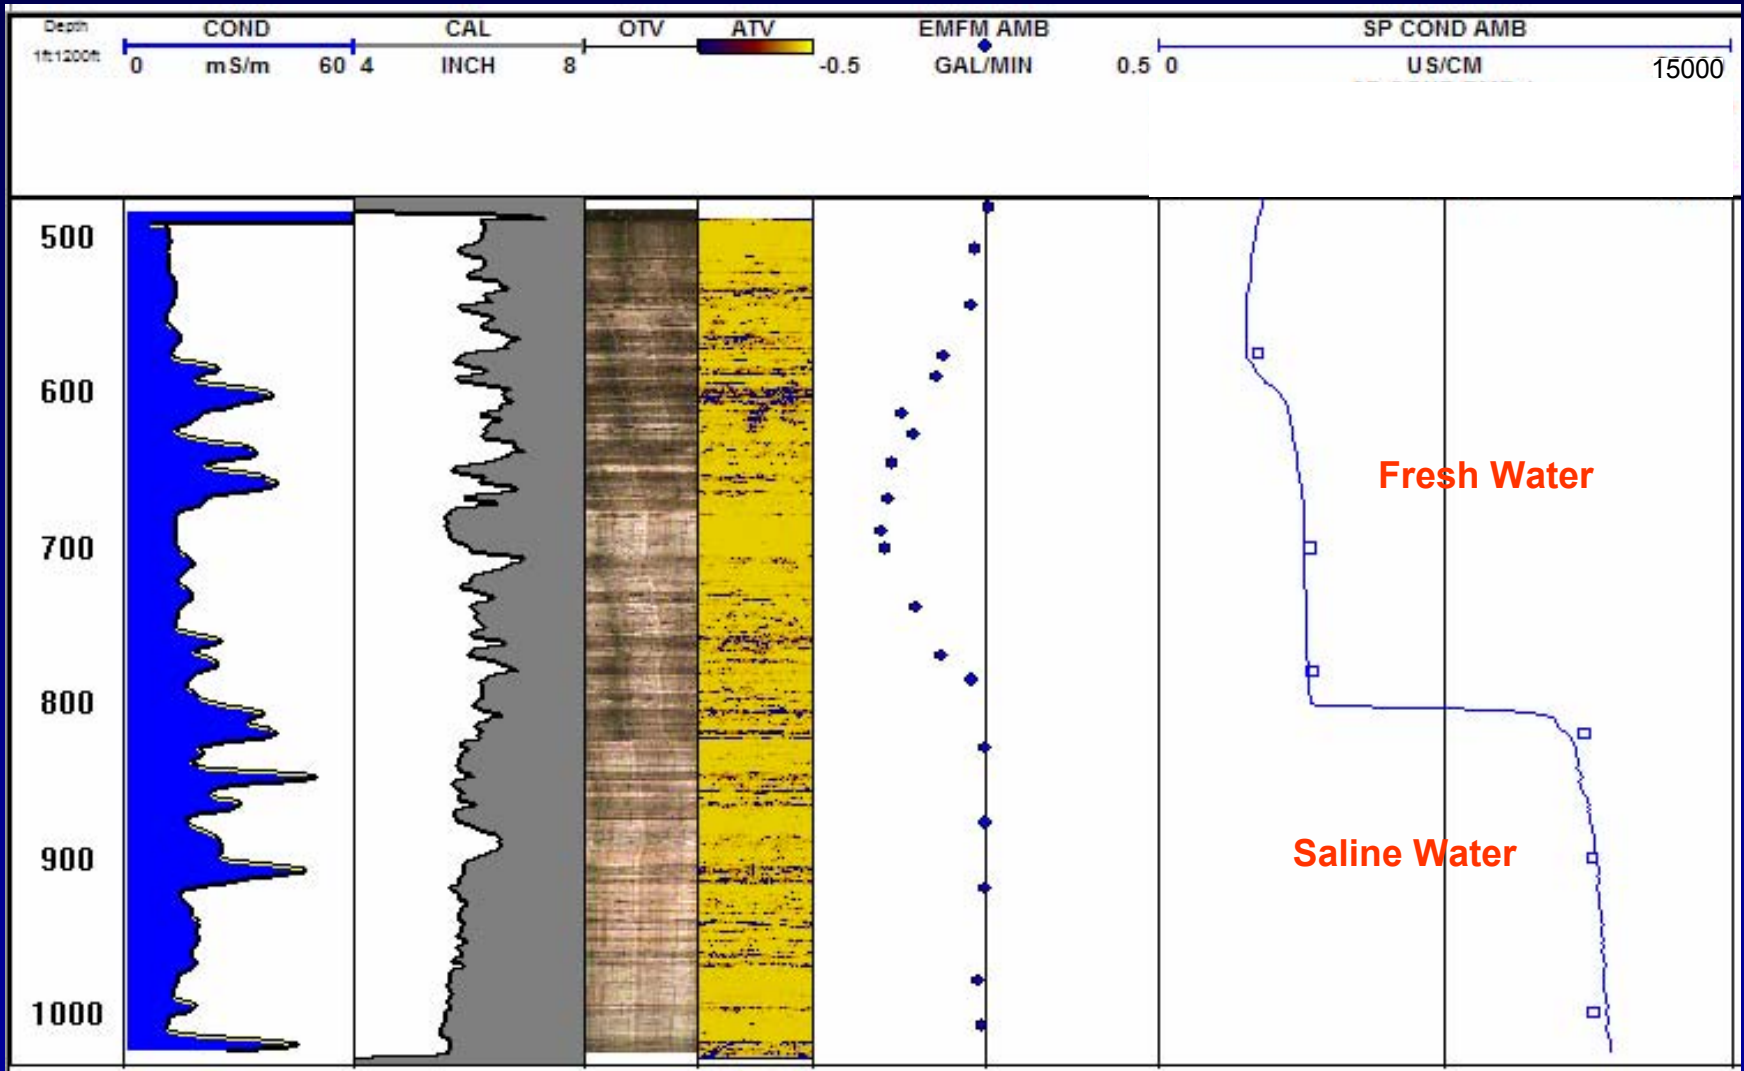 Depth COND CAL OTV ATV EMFM AMB SP COND AMB
1ft:1200ft 0 mS/m 60 4 INCH 8 -0.5 GAL/MIN 0.5 0 US/CM 15000
500
600
Fresh Water
700
800
Saline Water
900
1000